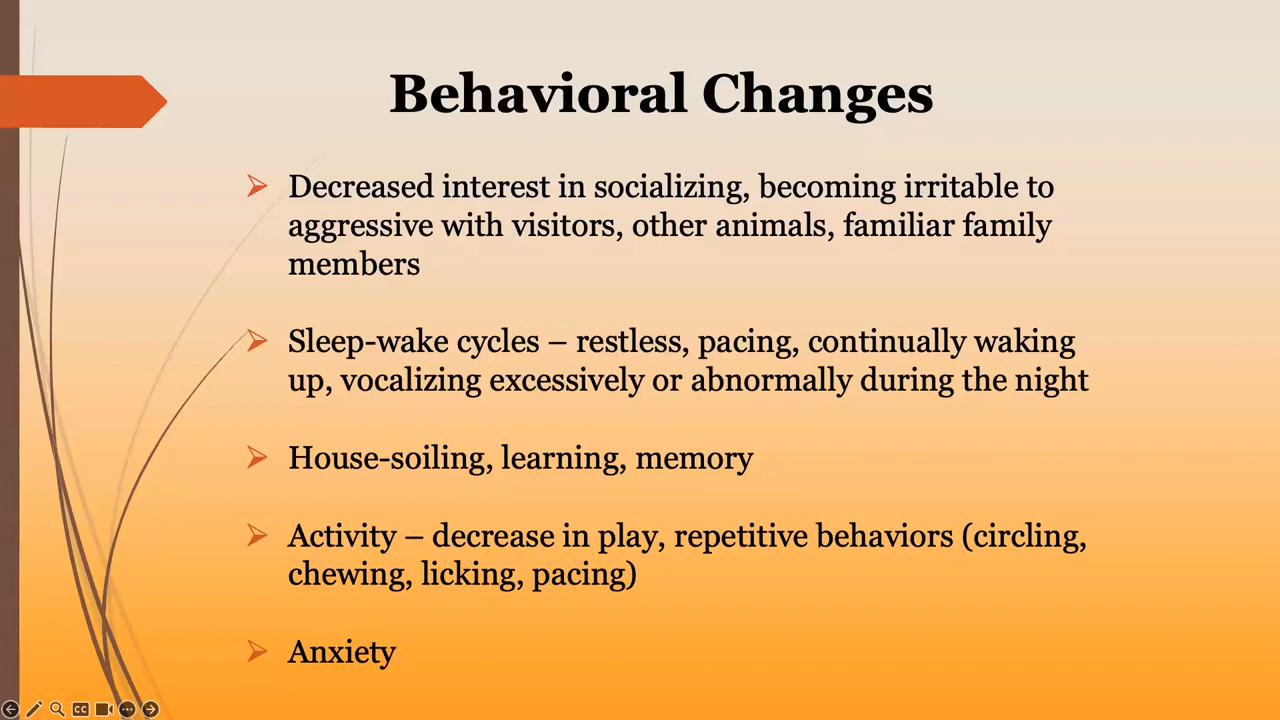 Behavioral Changes
Decreased interest in socializing, becoming irritable to
aggressive with visitors, other animals, familiar family
members
Sleep-wake cycles – restless, pacing, continually waking
up, vocalizing excessively or abnormally during the night
House-soiling, learning, memory
Activity – decrease in play, repetitive behaviors (circling,
chewing, licking, pacing)
Anxiety
CC